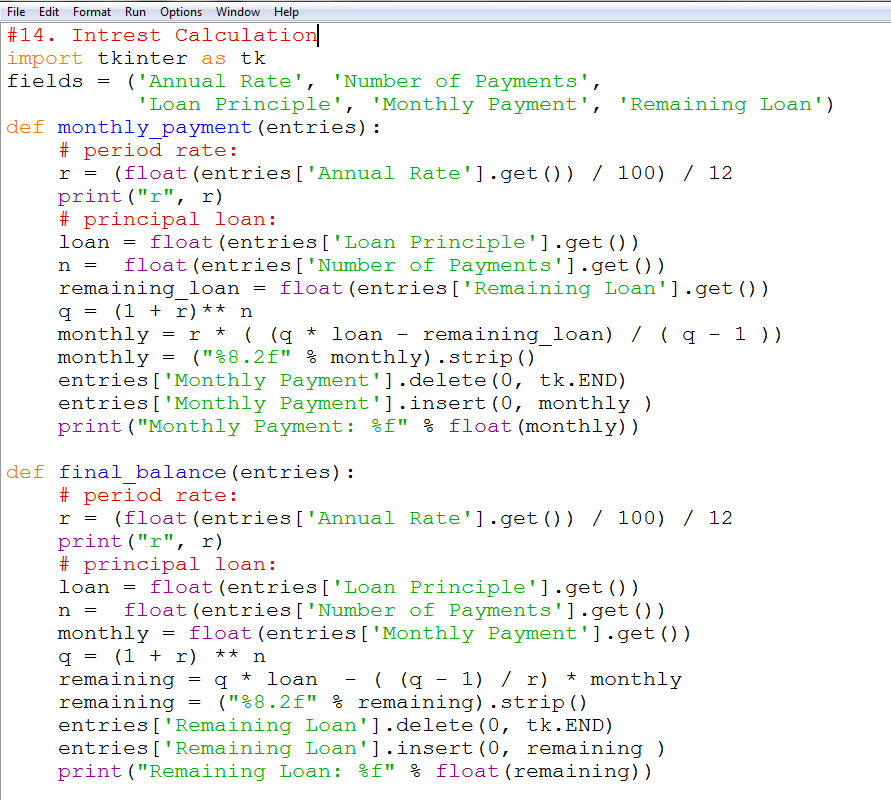 File Edit Format Run Options Window Help
#14. Intrest Calculation
import tkinter as tk
fields = ('Annual Rate', 'Number of Payments',
          'Loan Principle', 'Monthly Payment', 'Remaining Loan')
def monthly_payment(entries):
    # period rate:
    r = (float(entries['Annual Rate'].get()) / 100) / 12
    print("r", r)
    # principal loan:
    loan = float(entries['Loan Principle'].get())
    n =  float(entries['Number of Payments'].get())
    remaining_loan = float(entries['Remaining Loan'].get())
    q = (1 + r)** n
    monthly = r * ( (q * loan - remaining_loan) / ( q - 1 ))
    monthly = ("%8.2f" % monthly).strip()
    entries['Monthly Payment'].delete(0, tk.END)
    entries['Monthly Payment'].insert(0, monthly )
    print("Monthly Payment: %f" % float(monthly))

def final_balance(entries):
    # period rate:
    r = (float(entries['Annual Rate'].get()) / 100) / 12
    print("r", r)
    # principal loan:
    loan = float(entries['Loan Principle'].get())
    n =  float(entries['Number of Payments'].get())
    monthly = float(entries['Monthly Payment'].get())
    q = (1 + r) ** n
    remaining = q * loan  - ( (q - 1) / r) * monthly
    remaining = ("%8.2f" % remaining).strip()
    entries['Remaining Loan'].delete(0, tk.END)
    entries['Remaining Loan'].insert(0, remaining )
    print("Remaining Loan: %f" % float(remaining))